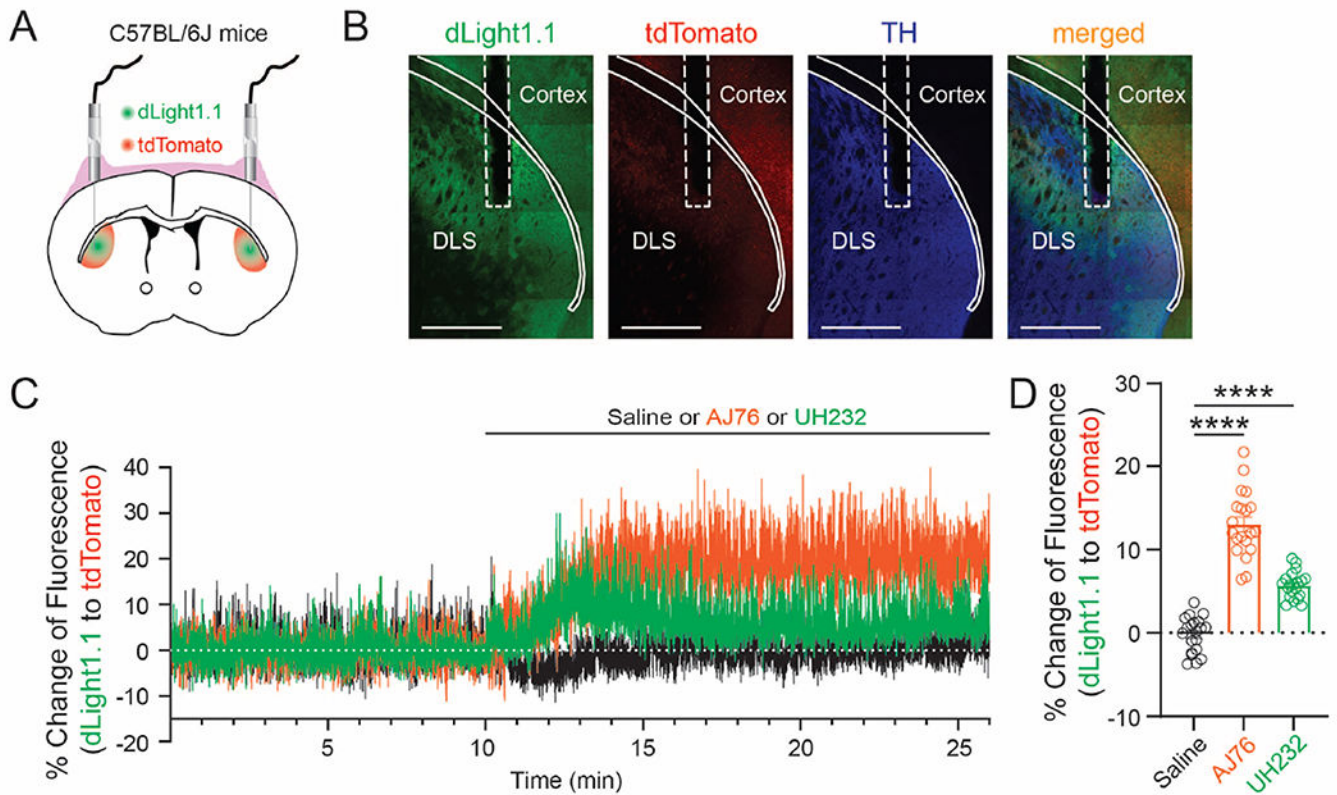 A
C57BL/6J mice
dLight1.1
tdTomato
B
dLight1.1
tdTomato
TH
merged
Cortex
Cortex
Cortex
Cortex
DLS
DLS
DLS
DLS
C
Saline or AJ76 or UH232
% Change of Fluorescence
(dLight1.1 to tdTomato)
40
30
20
10
0
-10
-20
5
10
15
20
25
Time (min)
D
% Change of Fluorescence
(dLight1.1 to tdTomato)
30
20
10
0
-10
****
****
Saline
AJ76
UH232